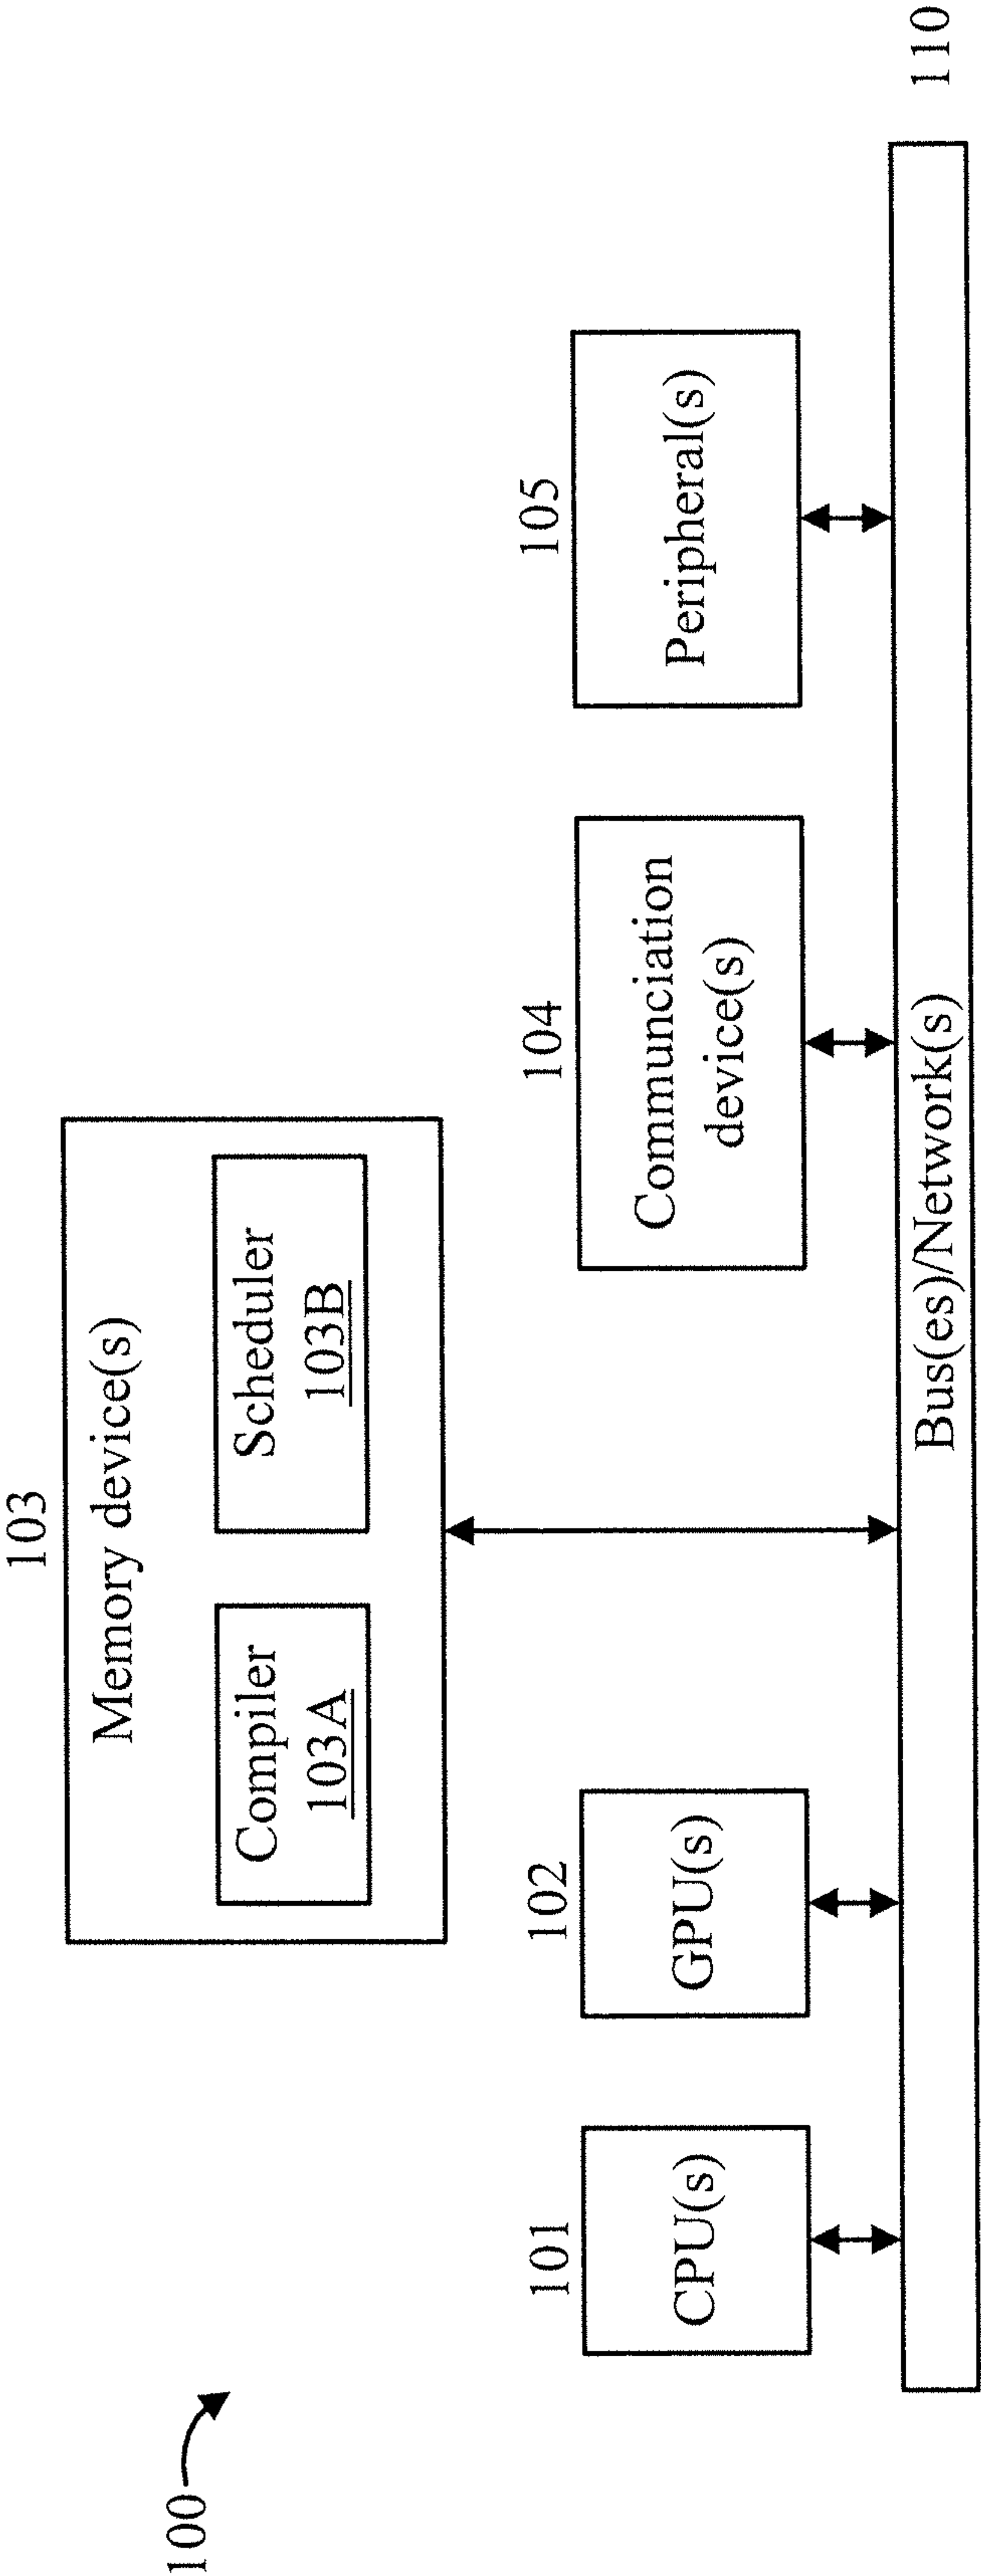 100
103
Memory device(s)
Compiler
103A
Scheduler
103B
101
CPU(s)
102
GPU(s)
104
Communciation
device(s)
105
Peripheral(s)
Bus(es)/Network(s)
110